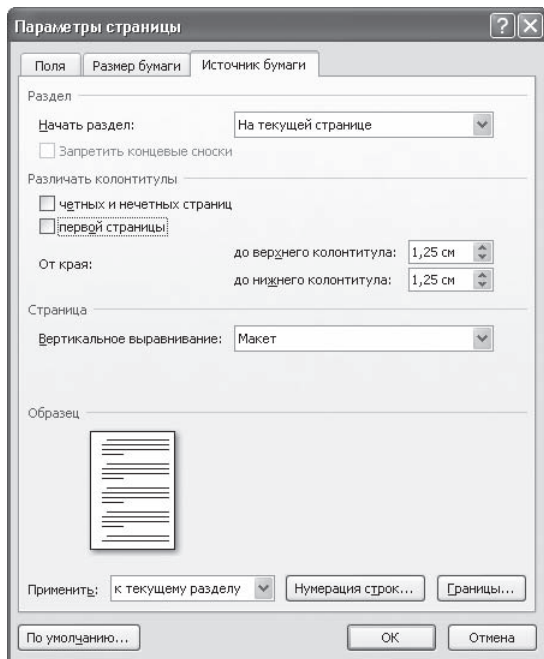 Параметры страницы
Поля Размер бумаги Источник бумаги
Раздел
Начать раздел: На текущей странице
Запретить концевые сноски
Различать колонтитулы
четных и нечетных страниц
первой страницы
От края:
до верхнего колонтитула: 1,25 см
до нижнего колонтитула: 1,25 см
Страница
Вертикальное выравнивание: Макет
Образец
Применить: к текущему разделу Нумерация строк... Границы...
По умолчанию... ОК Отмена